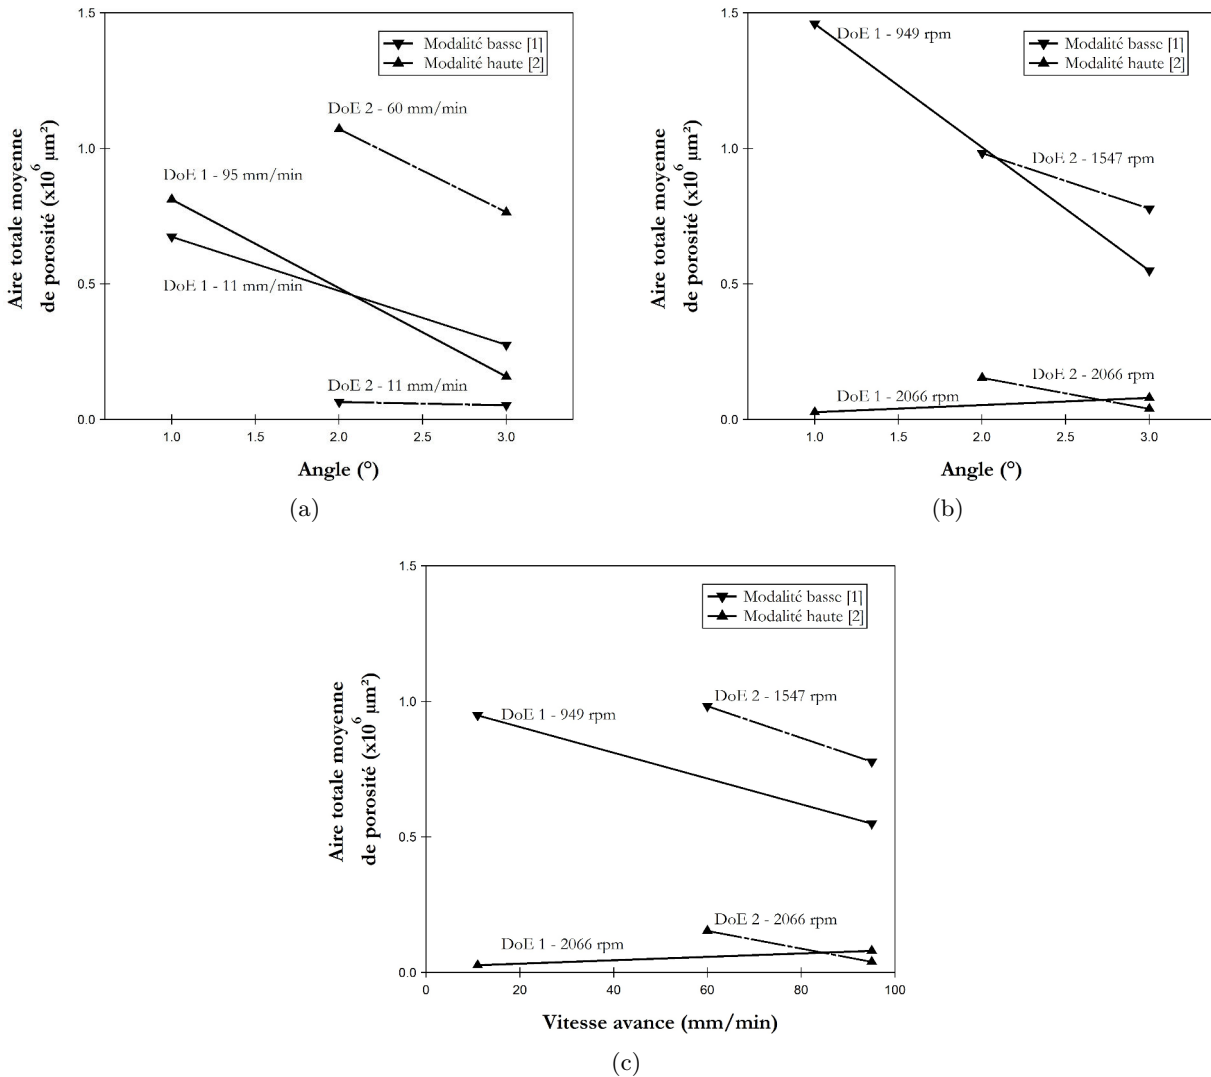 1.5
1.0
0.5
0.0
Aire totale moyenne
de porosité (x10⁶ µm²)
Modalité basse [1]
Modalité haute [2]
DoE 2 - 60 mm/min
DoE 1 - 95 mm/min
DoE 1 - 11 mm/min
DoE 2 - 11 mm/min
1.0 1.5 2.0 2.5 3.0
Angle (°)
(a)
1.5
1.0
0.5
0.0
Aire totale moyenne
de porosité (x10⁶ µm²)
DoE 1 - 949 rpm
Modalité basse [1]
Modalité haute [2]
DoE 2 - 1547 rpm
DoE 2 - 2066 rpm
DoE 1 - 2066 rpm
1.0 1.5 2.0 2.5 3.0
Angle (°)
(b)
1.5
1.0
0.5
0.0
Aire totale moyenne
de porosité (x10⁶ µm²)
Modalité basse [1]
Modalité haute [2]
DoE 2 - 1547 rpm
DoE 1 - 949 rpm
DoE 2 - 2066 rpm
DoE 1 - 2066 rpm
0 20 40 60 80 100
Vitesse avance (mm/min)
(c)